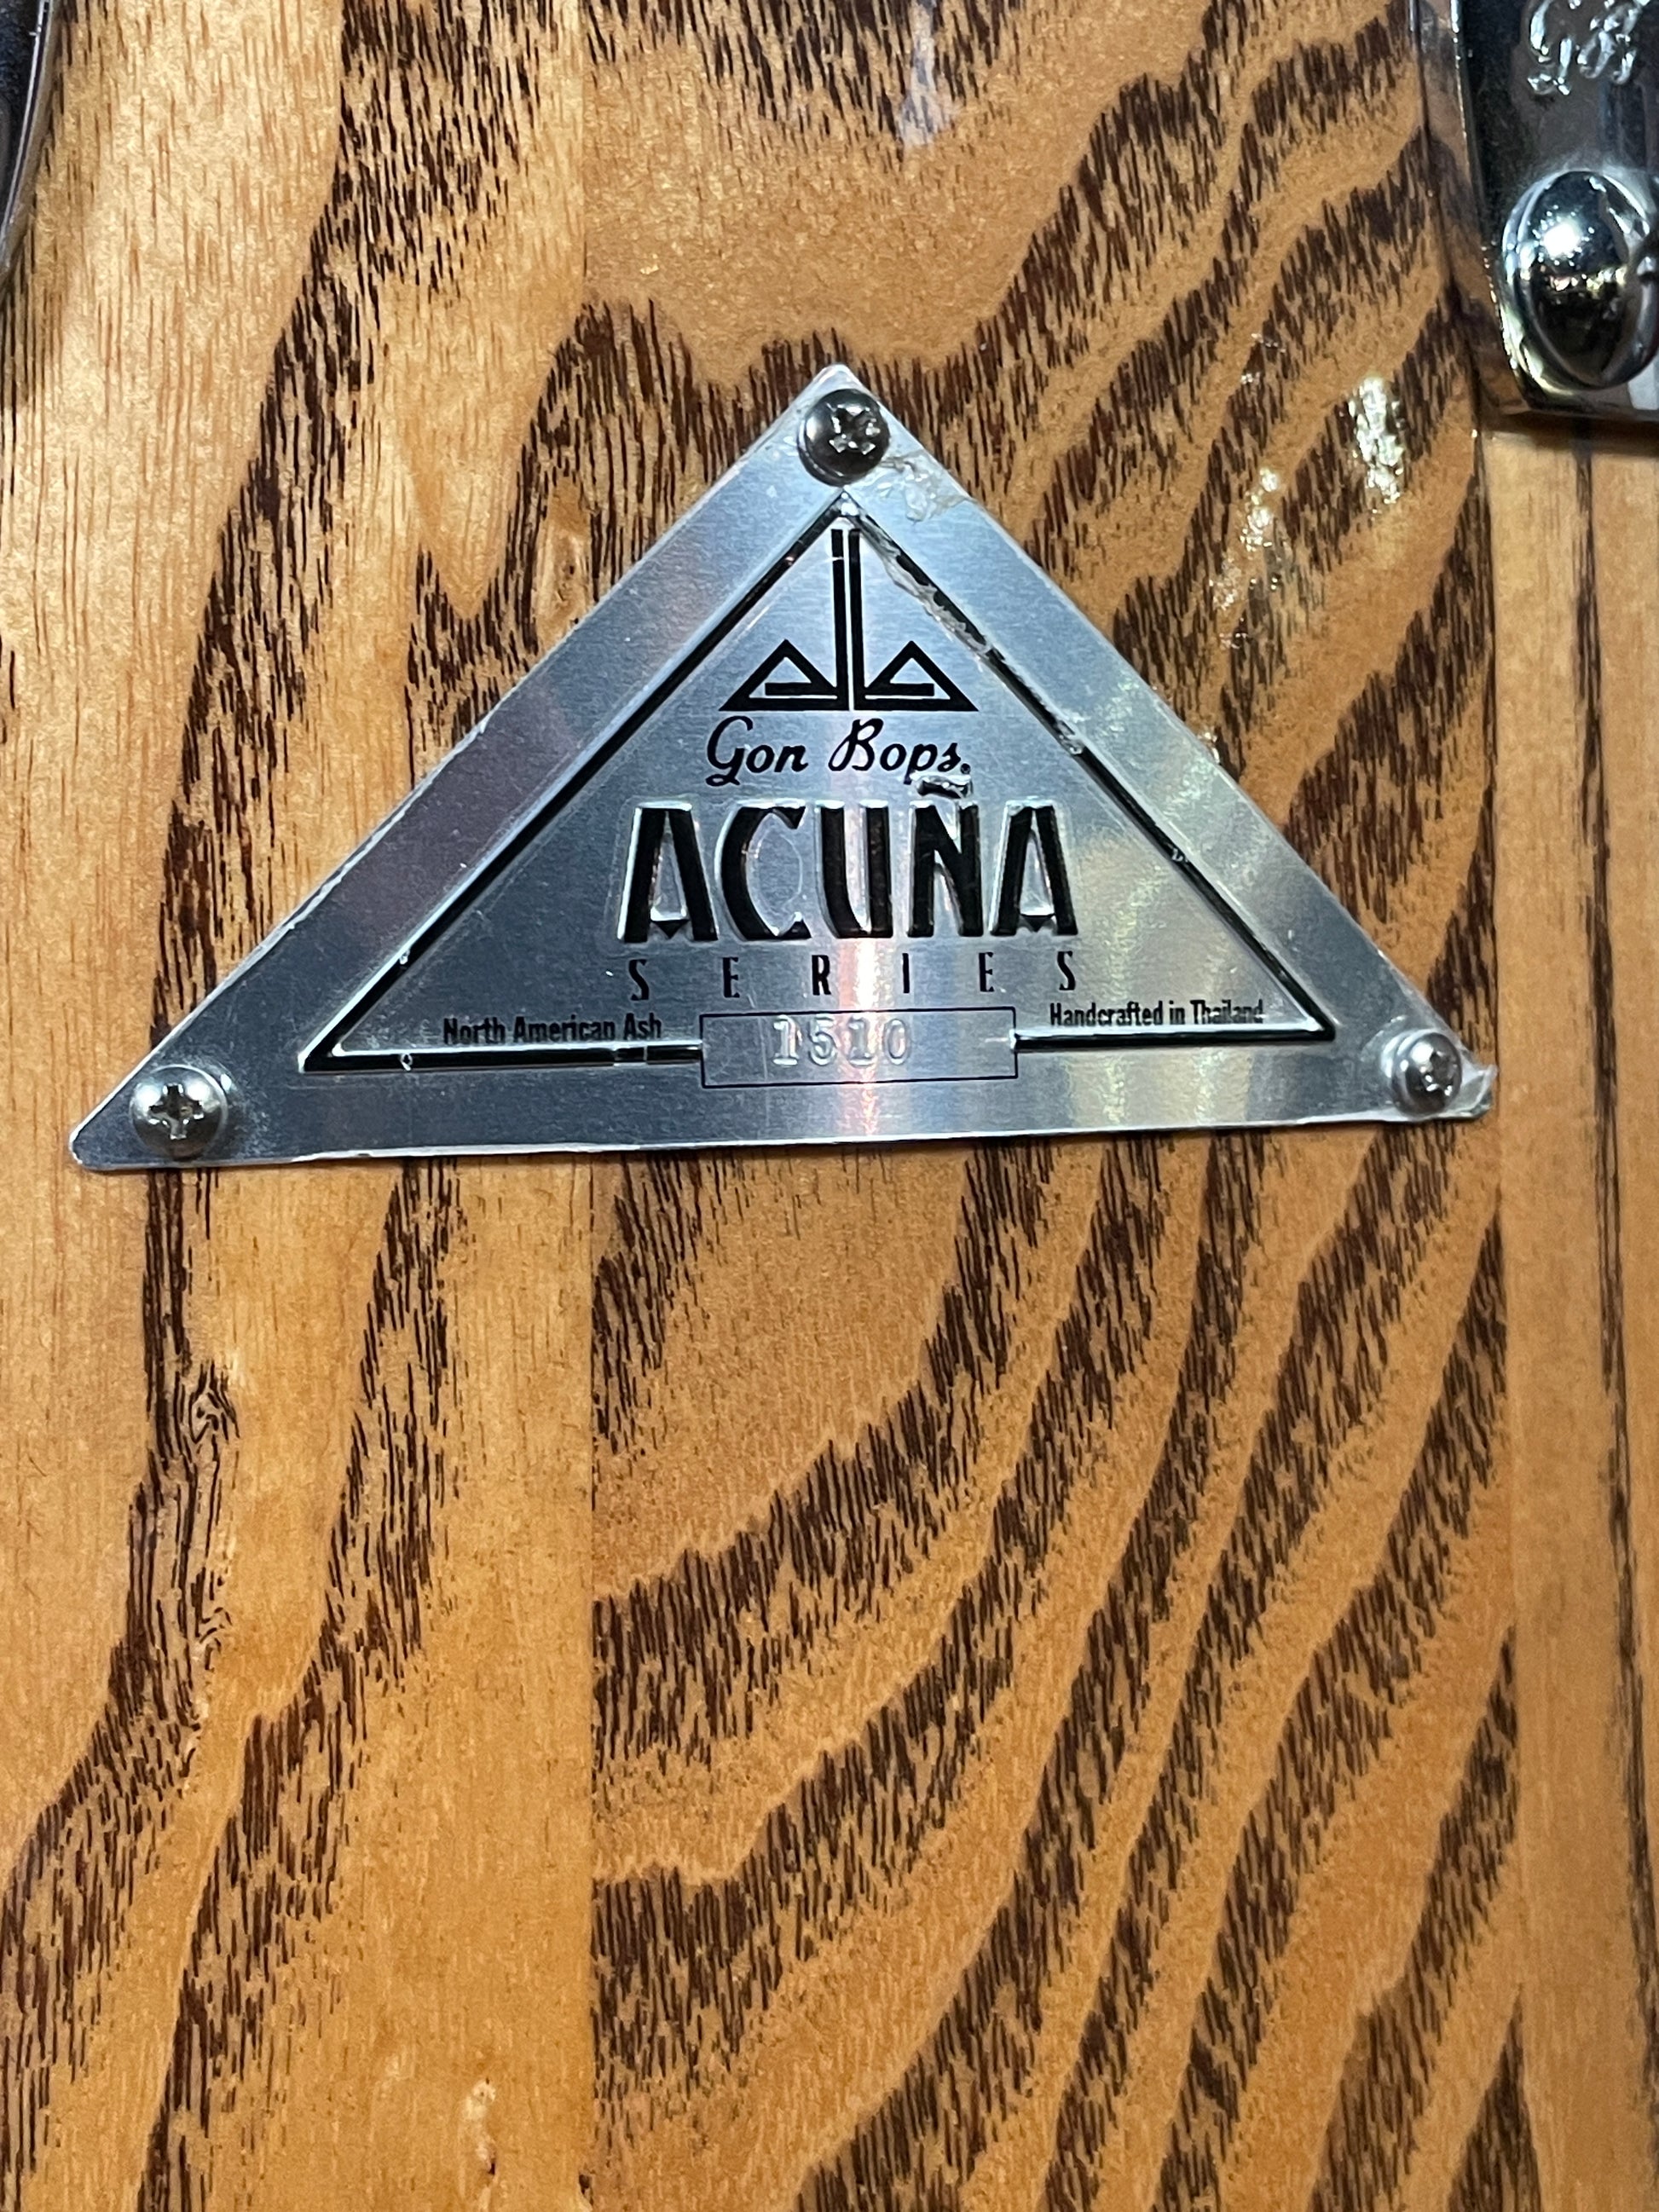 Gon Bops.
ACUÑA
SERIES
North American Ash
Handcrafted in Thailand
1510